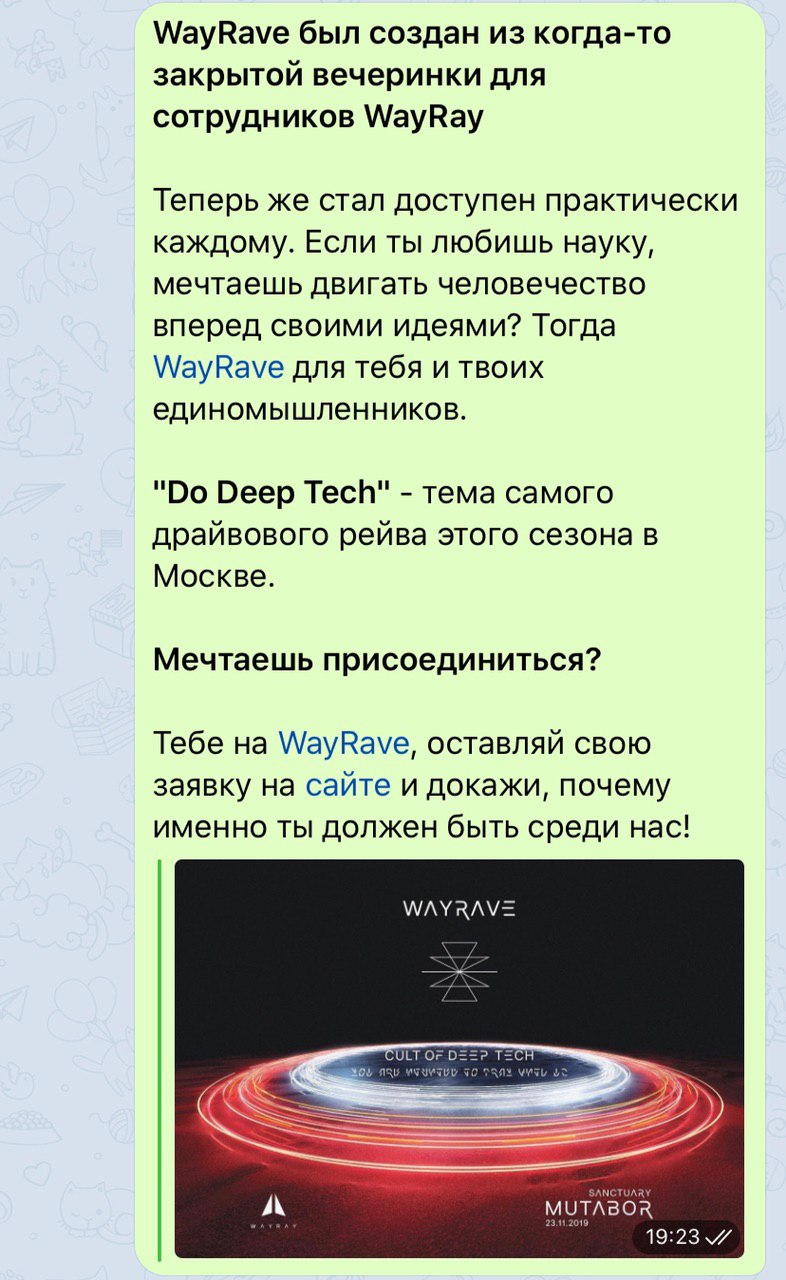 WayRave был создан из когда-то
закрытой вечеринки для
сотрудников WayRay
Теперь же стал доступен практически
каждому. Если ты любишь науку,
мечтаешь двигать человечество
вперед своими идеями? Тогда
WayRave для тебя и твоих
единомышленников.
"Do Deep Tech" - тема самого
драйвового рейва этого сезона в
Москве.
Мечтаешь присоединиться?
Тебе на WayRave, оставляй свою
заявку на сайте и докажи, почему
именно ты должен быть среди нас!
WAYRAVE
CULT OF DEEP TECH
WAYRAY
SANCTUARY
MUTABOR
23.11.2019
19:23